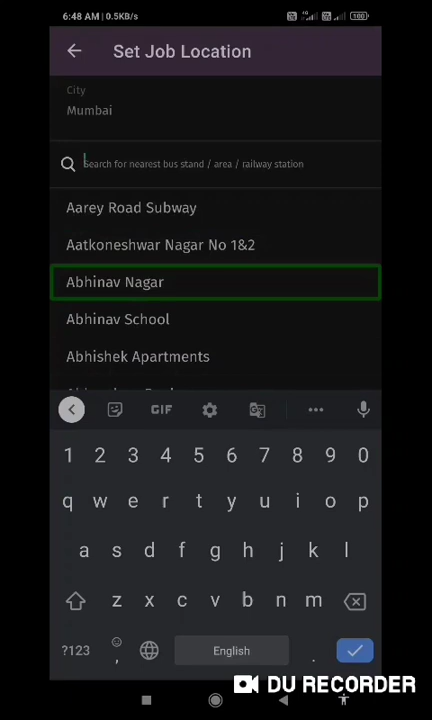 6:48 AM | 0.5KB/s
100
Set Job Location
City
Mumbai
Search for nearest bus stand / area / railway station
Aarey Road Subway
Aatkoneshwar Nagar No 1&2
Abhinav Nagar
Abhinav School
Abhishek Apartments
GIF
1 2 3 4 5 6 7 8 9 0
q w e r t y u i o p
a s d f g h j k l
z x c v b n m
?123 , English .
DU RECORDER